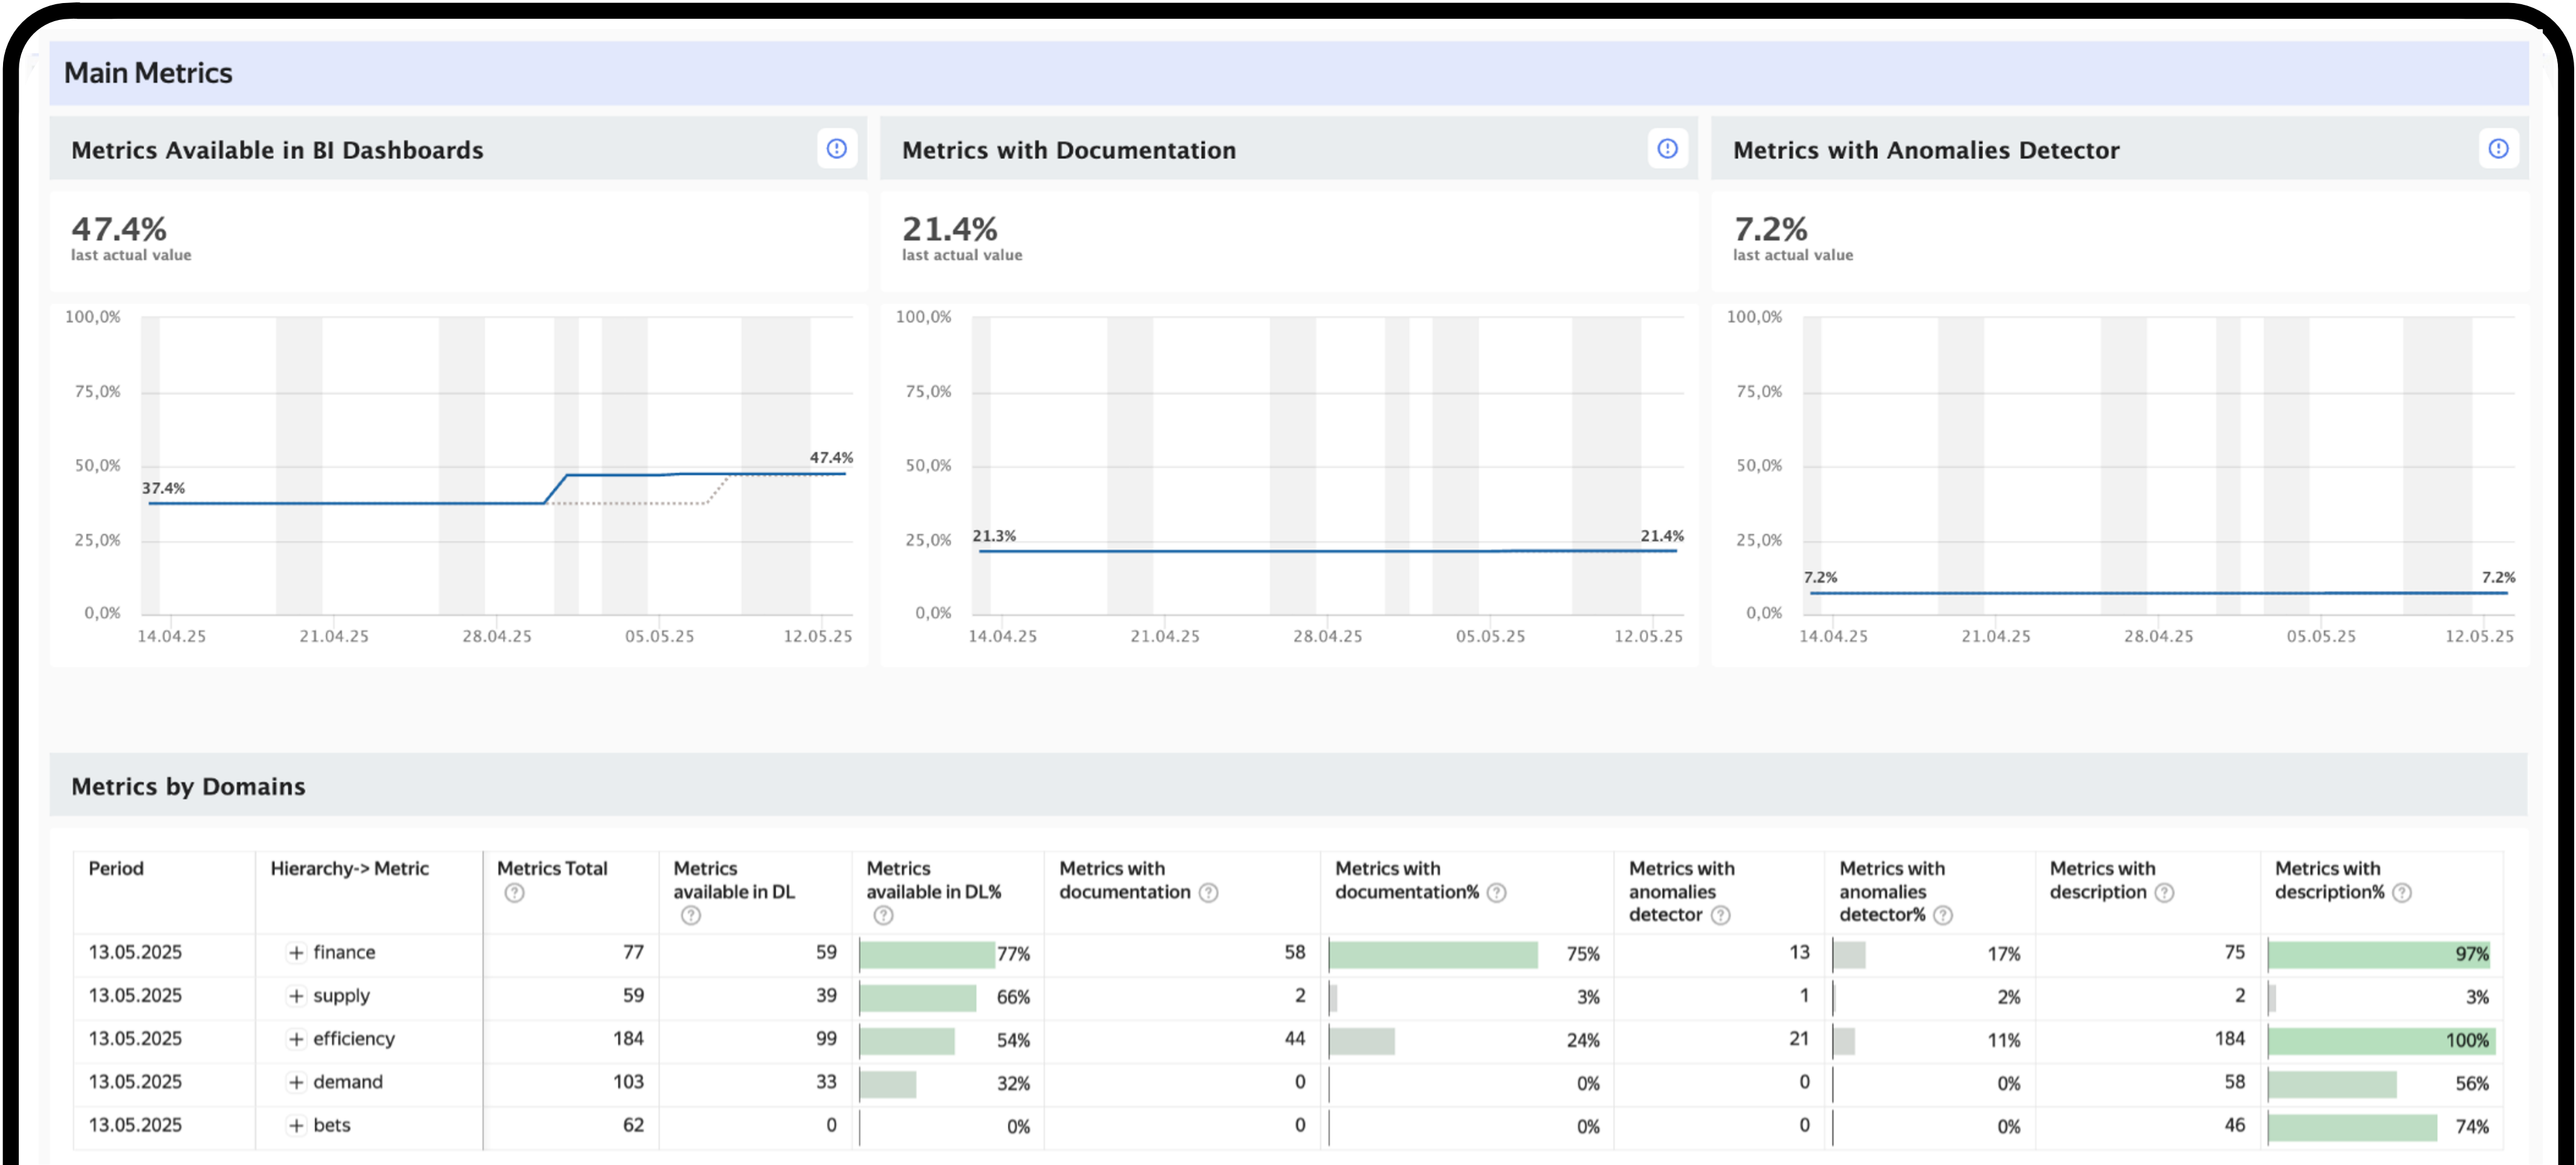 Main Metrics
Metrics Available in BI Dashboards
Metrics with Documentation
Metrics with Anomalies Detector
47.4%
last actual value
21.4%
last actual value
7.2%
last actual value
100,0%
75,0%
50,0%
25,0%
0,0%
37.4%
47.4%
14.04.25 21.04.25 28.04.25 05.05.25 12.05.25
100,0%
75,0%
50,0%
25,0%
0,0%
21.3%
21.4%
14.04.25 21.04.25 28.04.25 05.05.25 12.05.25
100,0%
75,0%
50,0%
25,0%
0,0%
7.2%
7.2%
14.04.25 21.04.25 28.04.25 05.05.25 12.05.25
Metrics by Domains
Period
Hierarchy-> Metric
Metrics Total
?
Metrics
available in DL
?
Metrics
available in DL%
?
Metrics with
documentation ?
Metrics with
documentation% ?
Metrics with
anomalies
detector ?
Metrics with
anomalies
detector% ?
Metrics with
description ?
Metrics with
description% ?
13.05.2025 + finance 77 59 77% 58 75% 13 17% 75 97%
13.05.2025 + supply 59 39 66% 2 3% 1 2% 2 3%
13.05.2025 + efficiency 184 99 54% 44 24% 21 11% 184 100%
13.05.2025 + demand 103 33 32% 0 0% 0 0% 58 56%
13.05.2025 + bets 62 0 0% 0 0% 0 0% 46 74%